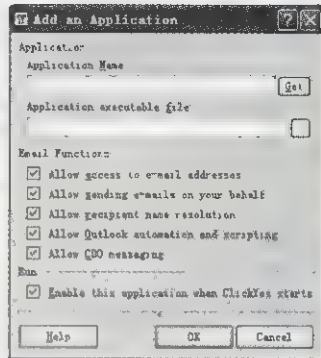 Add an Application
Application
Application Name
Get
Application executable file
Email Functions
Allow access to e-mail addresses
Allow sending e-mails on your behalf
Allow recipient name resolution
Allow Outlook automation and scripting
Allow CDO messaging
Run
Enable this application when ClickYes starts
Help
OK
Cancel